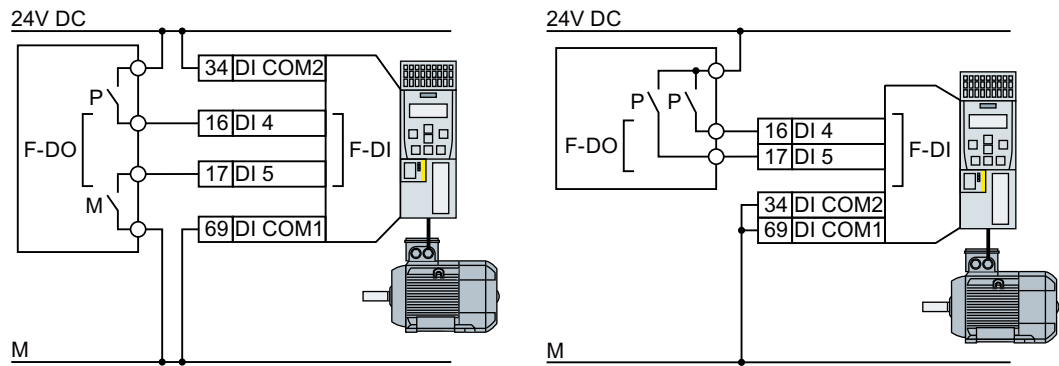 24V DC
34 DI COM2
P
16 DI 4
F-DO
F-DI
17 DI 5
M
69 DI COM1
M
24V DC
P P
16 DI 4
F-DO
F-DI
17 DI 5
34 DI COM2
69 DI COM1
M